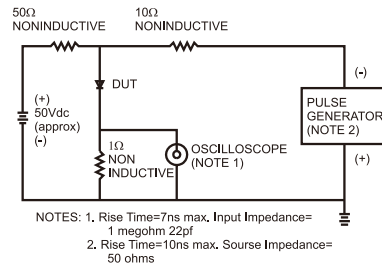 50Ω
NONINDUCTIVE
10Ω
NONINDUCTIVE
(+)
50Vdc
(approx)
(-)
DUT
1Ω
NON
INDUCTIVE
OSCILLOSCOPE
(NOTE 1)
(-)
PULSE
GENERATOR
(NOTE 2)
(+)
NOTES: 1. Rise Time=7ns max. Input Impedance=
1 megohm 22pf
2. Rise Time=10ns max. Sourse Impedance=
50 ohms